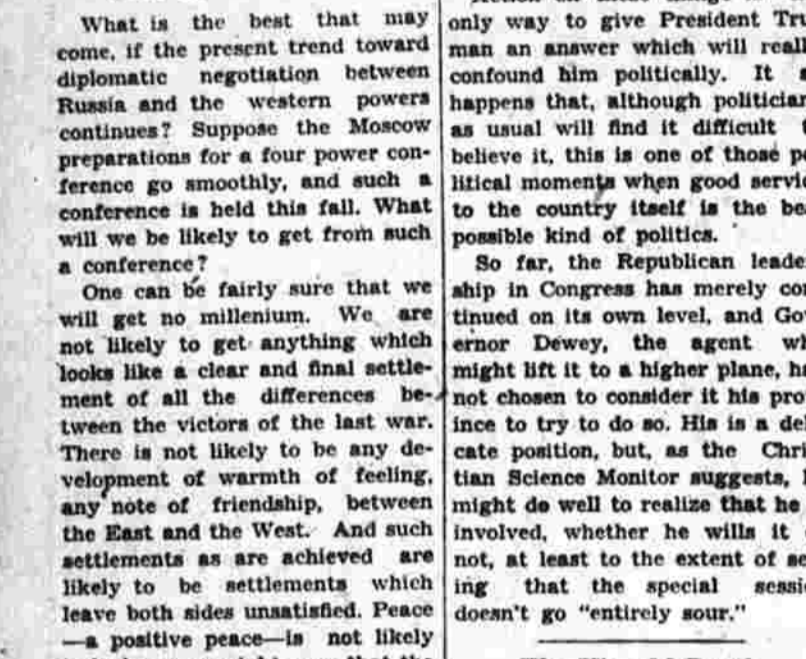 What is the best that may
come, if the present trend toward
diplomatic negotiation between
Russia and the western powers
continues? Suppose the Moscow
preparations for a four power con-
ference go smoothly, and such a
conference is held this fall. What
will we be likely to get from such
a conference?
One can be fairly sure that we
will get no millenium. We are
not likely to get anything which
looks like a clear and final settle-
ment of all the differences be-
tween the victors of the last war.
There is not likely to be any de-
velopment of warmth of feeling,
any note of friendship, between
the East and the West. And such
settlements as are achieved are
likely to be settlements which
leave both sides unsatisfied. Peace
—a positive peace—is not likely
only way to give President Tru
man an answer which will reall
confound him politically. It
happens that, although politician
as usual will find it difficult
believe it, this is one of those po
litical moments when good servic
to the country itself is the be
possible kind of politics.
So far, the Republican leade
ship in Congress has merely con
tinued on its own level, and Gov
ernor Dewey, the agent wh
might lift it to a higher plane, ha
not chosen to consider it his prov
ince to try to do so. His is a del
cate position, but, as the Chri
tian Science Monitor suggests,
might do well to realize that he
involved, whether he wills it
not, at least to the extent of se
ing that the special sessio
doesn't go "entirely sour."